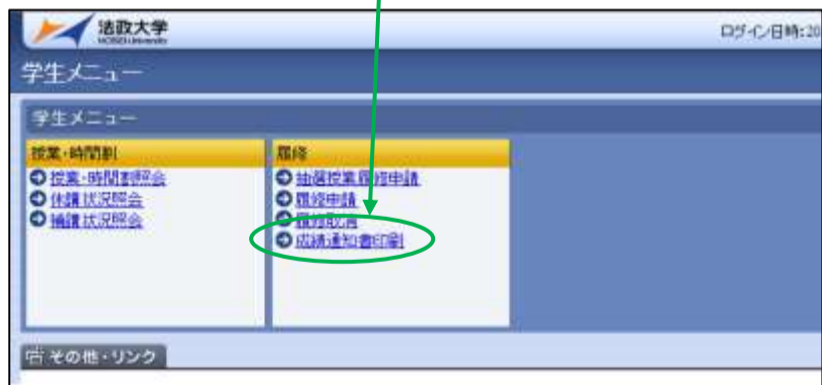 法政大学
HOSEI University
ログイン日時:20
学生メニュー
学生メニュー
授業・時間割
履修
授業・時間割照会
休講状況照会
補講状況照会
抽選授業履修申請
履修申請
履修取消
成績通知書印刷
その他・リンク